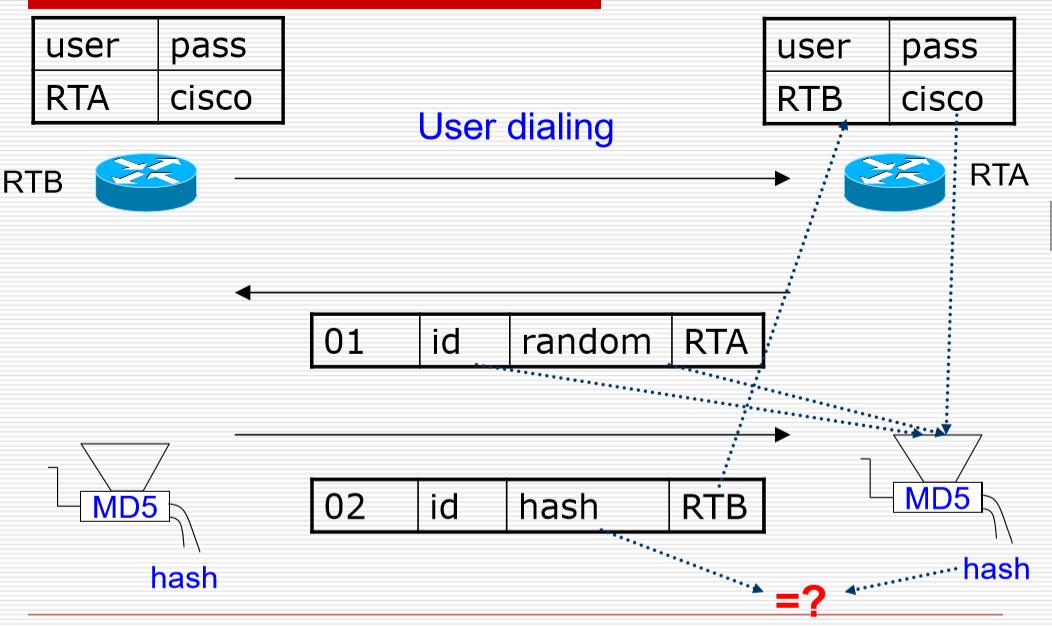 user pass
RTA cisco
user pass
RTB cisco
User dialing
RTB
RTA
01 id random RTA
02 id hash RTB
MD5
hash
MD5
hash
=?